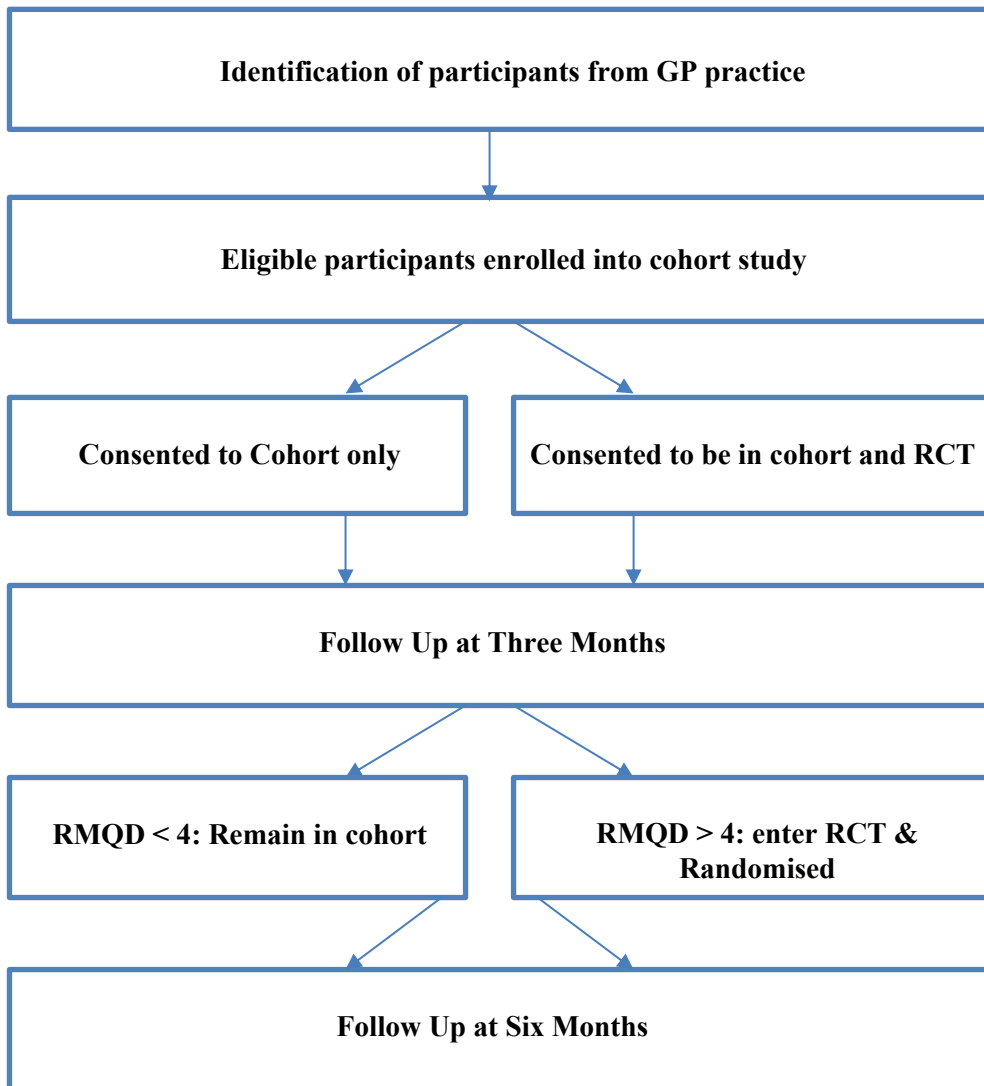 Identification of participants from GP practice
Eligible participants enrolled into cohort study
Consented to Cohort only
Consented to be in cohort and RCT
Follow Up at Three Months
RMQD < 4: Remain in cohort
RMQD > 4: enter RCT &
Randomised
Follow Up at Six Months